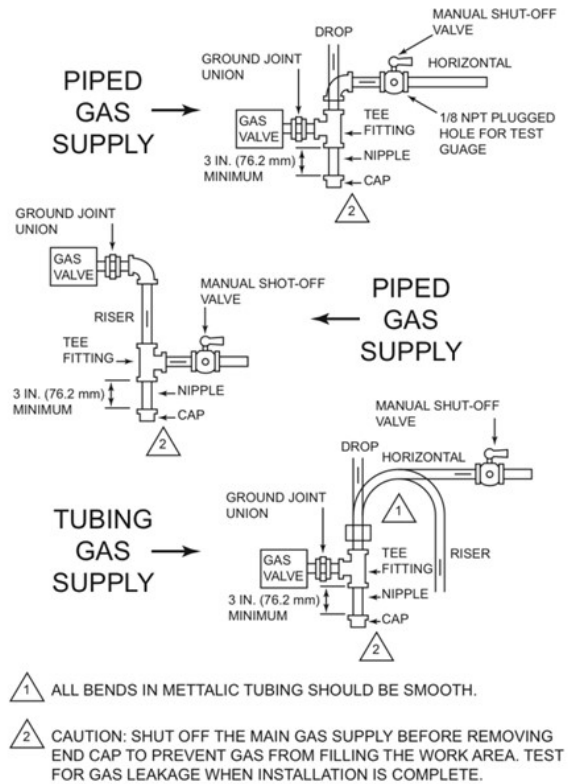 DROP
MANUAL SHUT-OFF
VALVE
GROUND JOINT
UNION
HORIZONTAL
PIPED
GAS
SUPPLY
GAS
VALVE
TEE
FITTING
1/8 NPT PLUGGED
HOLE FOR TEST
GUAGE
3 IN. (76.2 mm)
MINIMUM
NIPPLE
CAP
2
GROUND JOINT
UNION
GAS
VALVE
MANUAL SHOT-OFF
VALVE
RISER
TEE
FITTING
3 IN. (76.2 mm)
MINIMUM
NIPPLE
CAP
2
PIPED
GAS
SUPPLY
MANUAL SHUT-OFF
VALVE
DROP
HORIZONTAL
GROUND JOINT
UNION
1
TUBING
GAS
SUPPLY
GAS
VALVE
TEE
FITTING
RISER
3 IN. (76.2 mm)
MINIMUM
NIPPLE
CAP
2
1 ALL BENDS IN METTALIC TUBING SHOULD BE SMOOTH.
2 CAUTION: SHUT OFF THE MAIN GAS SUPPLY BEFORE REMOVING
END CAP TO PREVENT GAS FROM FILLING THE WORK AREA. TEST
FOR GAS LEAKAGE WHEN INSTALLATION IS COMPLETE.